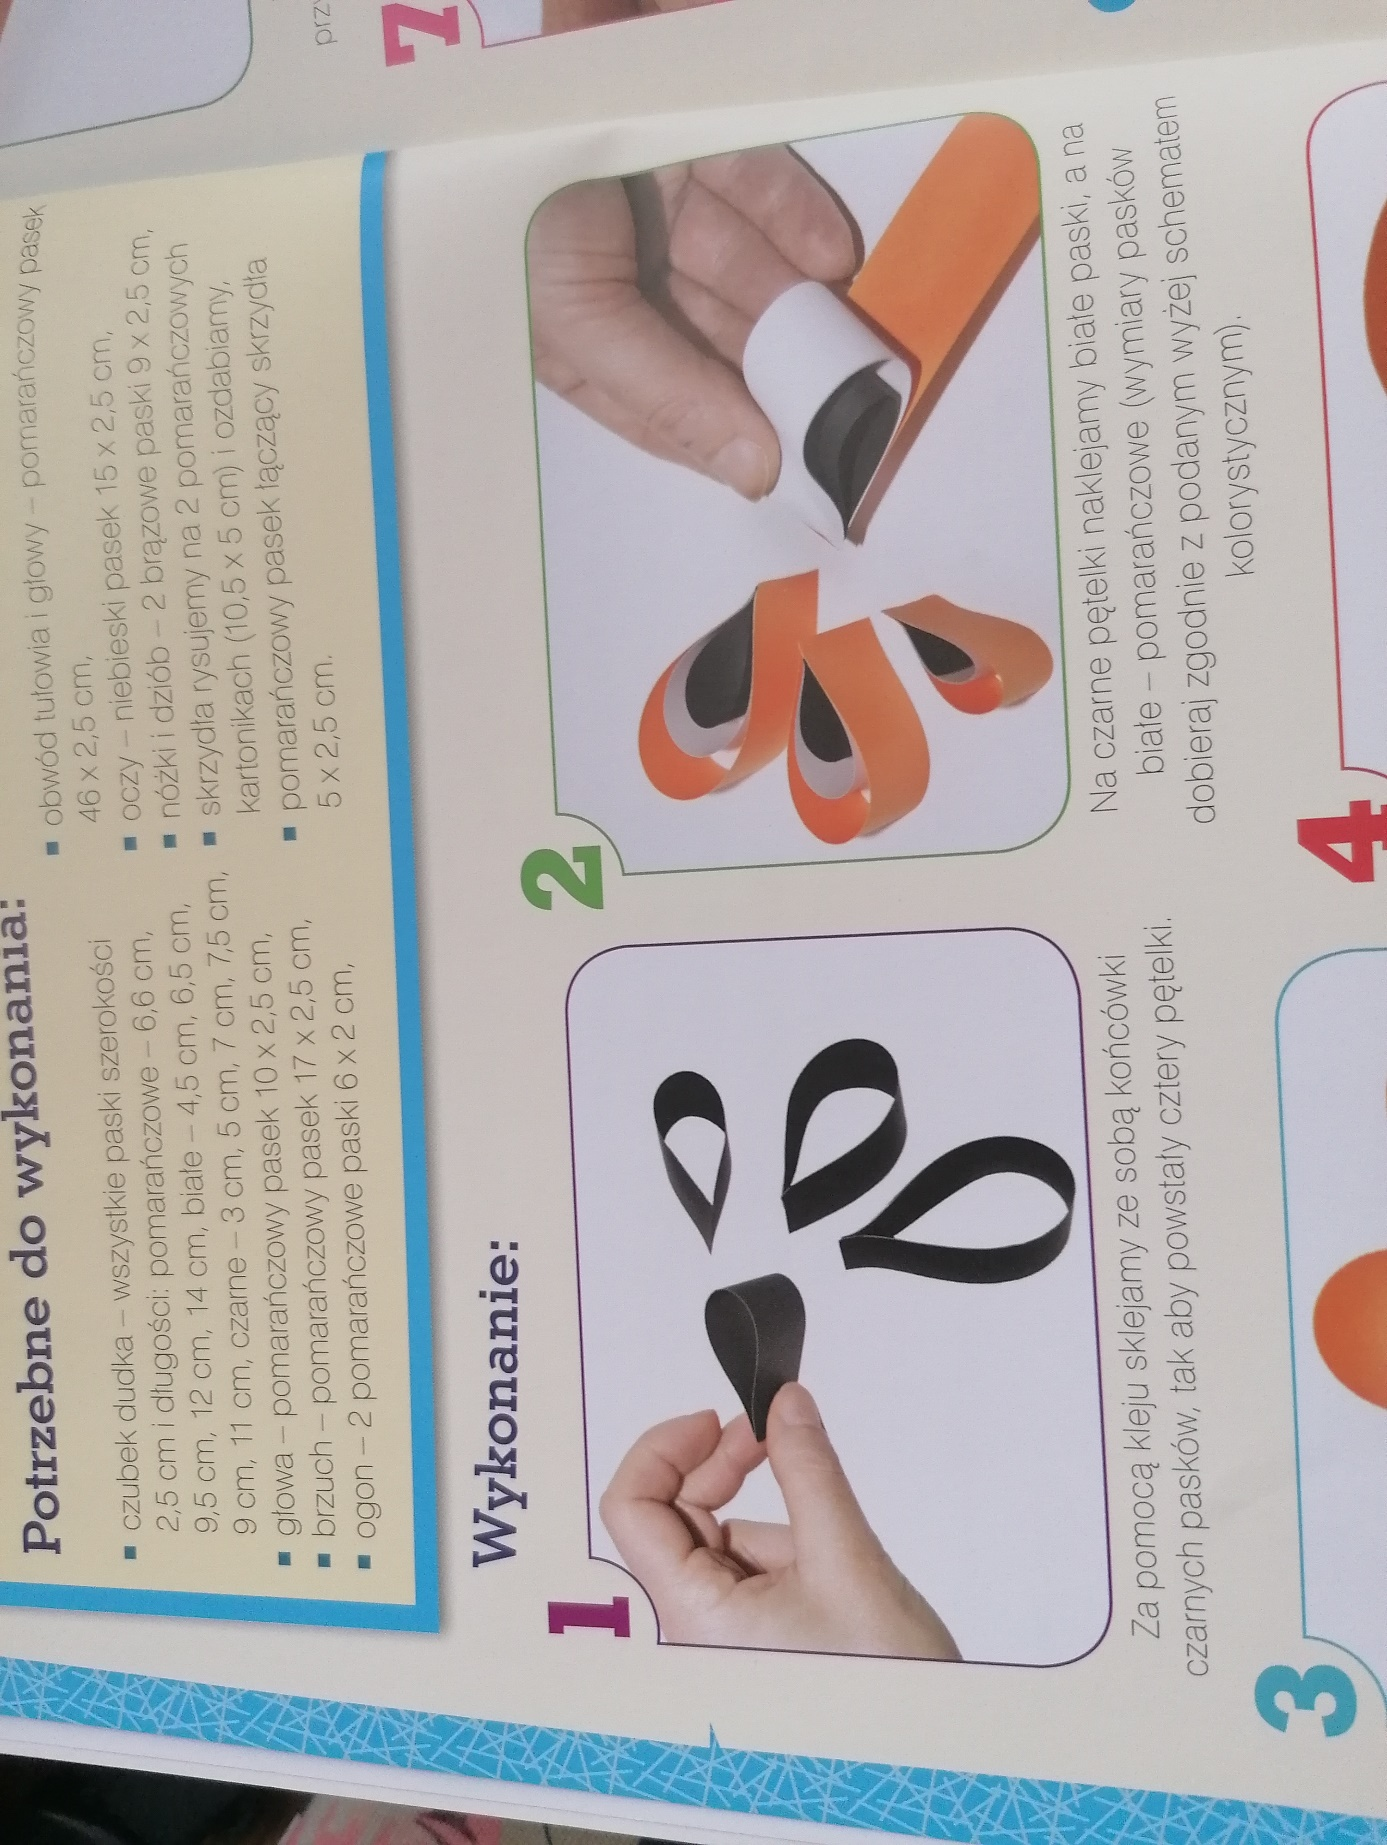 Potrzebne do wykonania:
▪ czubek dudka – wszystkie paski szerokości
2,5 cm i długości: pomarańczowe – 6,6 cm,
9,5 cm, 12 cm, 14 cm, białe – 4,5 cm, 6,5 cm,
9 cm, 11 cm, czarne – 3 cm, 5 cm, 7 cm, 7,5 cm,
▪ głowa – pomarańczowy pasek 10 x 2,5 cm,
▪ brzuch – pomarańczowy pasek 17 x 2,5 cm,
▪ ogon – 2 pomarańczowe paski 6 x 2 cm,
▪ obwód tułowia i głowy – pomarańczowy pasek
46 x 2,5 cm,
▪ oczy – niebieski pasek 15 x 2,5 cm,
▪ nóżki i dziób – 2 brązowe paski 9 x 2,5 cm,
▪ skrzydła rysujemy na 2 pomarańczowych
kartonikach (10,5 x 5 cm) i ozdabiamy,
▪ pomarańczowy pasek łączący skrzydła
5 x 2,5 cm.
Wykonanie:
1
Za pomocą kleju sklejamy ze sobą końcówki
czarnych pasków, tak aby powstały cztery pętelki.
2
Na czarne pętelki naklejamy białe paski, a na
białe – pomarańczowe (wymiary pasków
dobieraj zgodnie z podanym wyżej schematem
kolorystycznym).
3
4
7